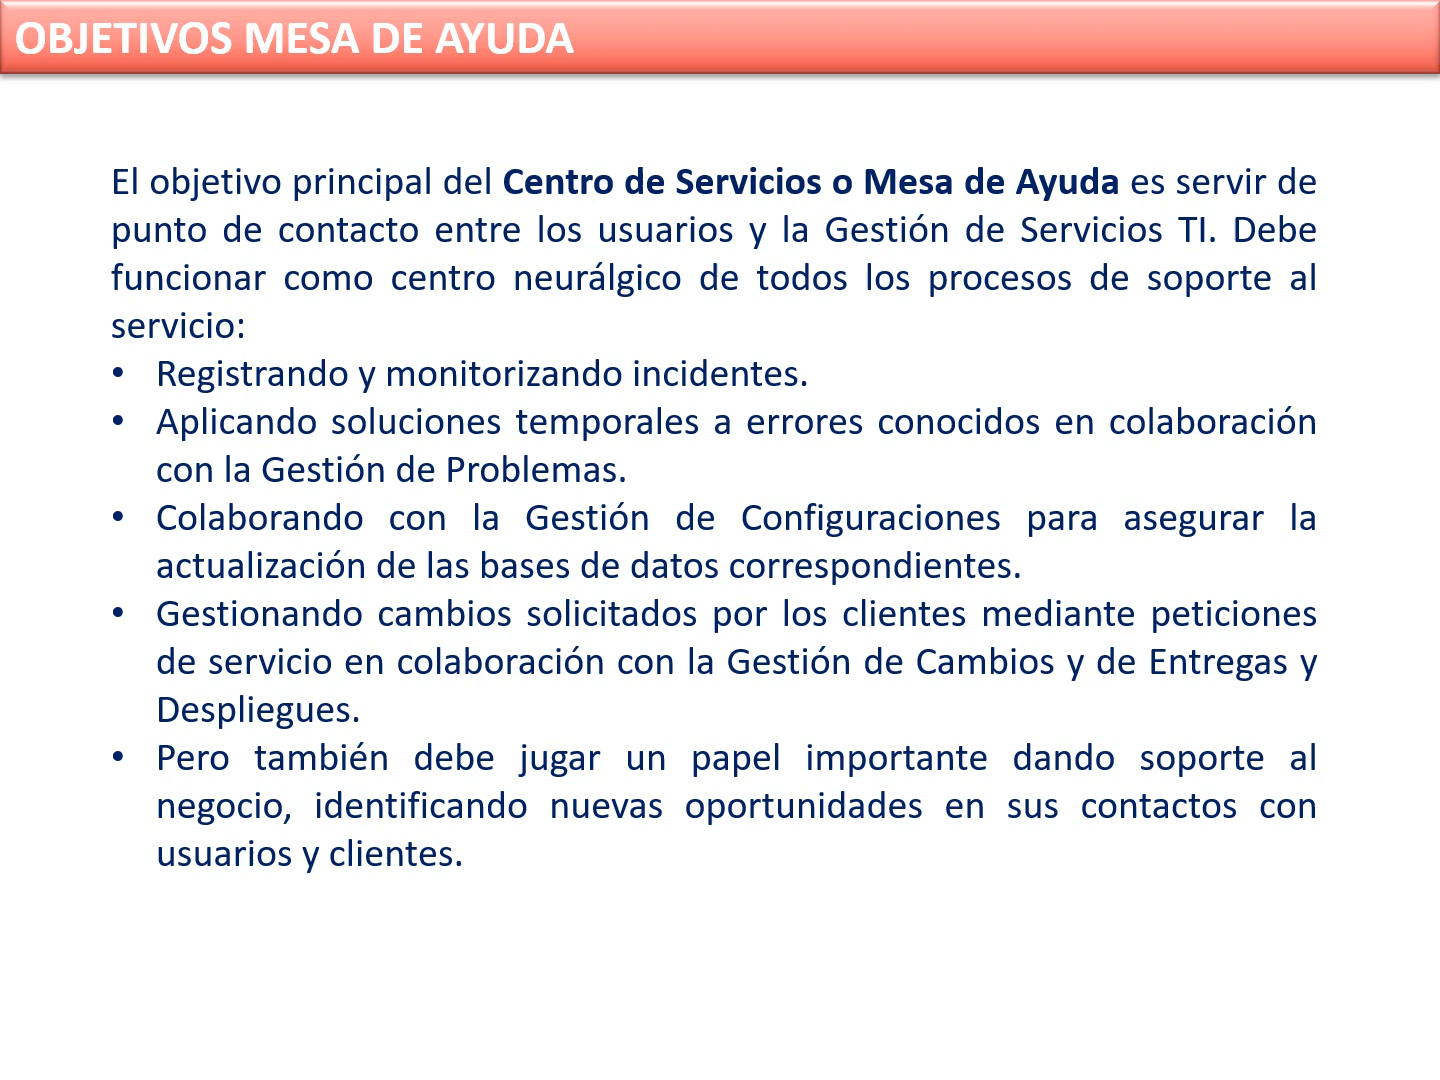 OBJETIVOS MESA DE AYUDA
El objetivo principal del Centro de Servicios o Mesa de Ayuda es servir de
punto de contacto entre los usuarios y la Gestión de Servicios TI. Debe
funcionar como centro neurálgico de todos los procesos de soporte al
servicio:
• Registrando y monitorizando incidentes.
• Aplicando soluciones temporales a errores conocidos en colaboración
con la Gestión de Problemas.
• Colaborando con la Gestión de Configuraciones para asegurar la
actualización de las bases de datos correspondientes.
• Gestionando cambios solicitados por los clientes mediante peticiones
de servicio en colaboración con la Gestión de Cambios y de Entregas y
Despliegues.
• Pero también debe jugar un papel importante dando soporte al
negocio, identificando nuevas oportunidades en sus contactos con
usuarios y clientes.